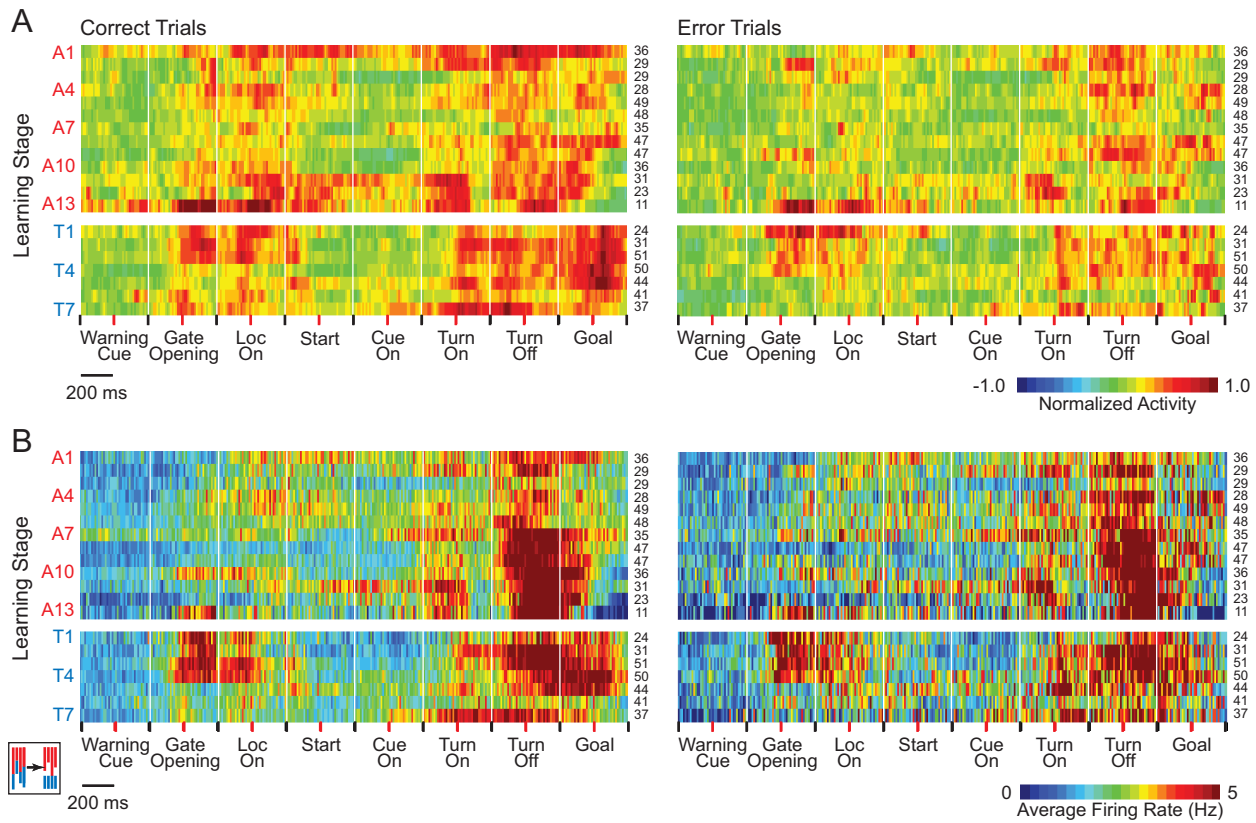 A
Correct Trials
Error Trials
Learning Stage
A1
A4
A7
A10
A13
T1
T4
T7
36
29
29
28
49
48
35
47
47
36
31
23
11
24
31
51
50
44
41
37
36
29
29
28
49
48
35
47
47
36
31
23
11
24
31
51
50
44
41
37
Warning Cue
Gate Opening
Loc On
Start
Cue On
Turn On
Turn Off
Goal
Warning Cue
Gate Opening
Loc On
Start
Cue On
Turn On
Turn Off
Goal
200 ms
-1.0
1.0
Normalized Activity
B
Learning Stage
A1
A4
A7
A10
A13
T1
T4
T7
36
29
29
28
49
48
35
47
47
36
31
23
11
24
31
51
50
44
41
37
36
29
29
28
49
48
35
47
47
36
31
23
11
24
31
51
50
44
41
37
Warning Cue
Gate Opening
Loc On
Start
Cue On
Turn On
Turn Off
Goal
Warning Cue
Gate Opening
Loc On
Start
Cue On
Turn On
Turn Off
Goal
200 ms
0
5
Average Firing Rate (Hz)